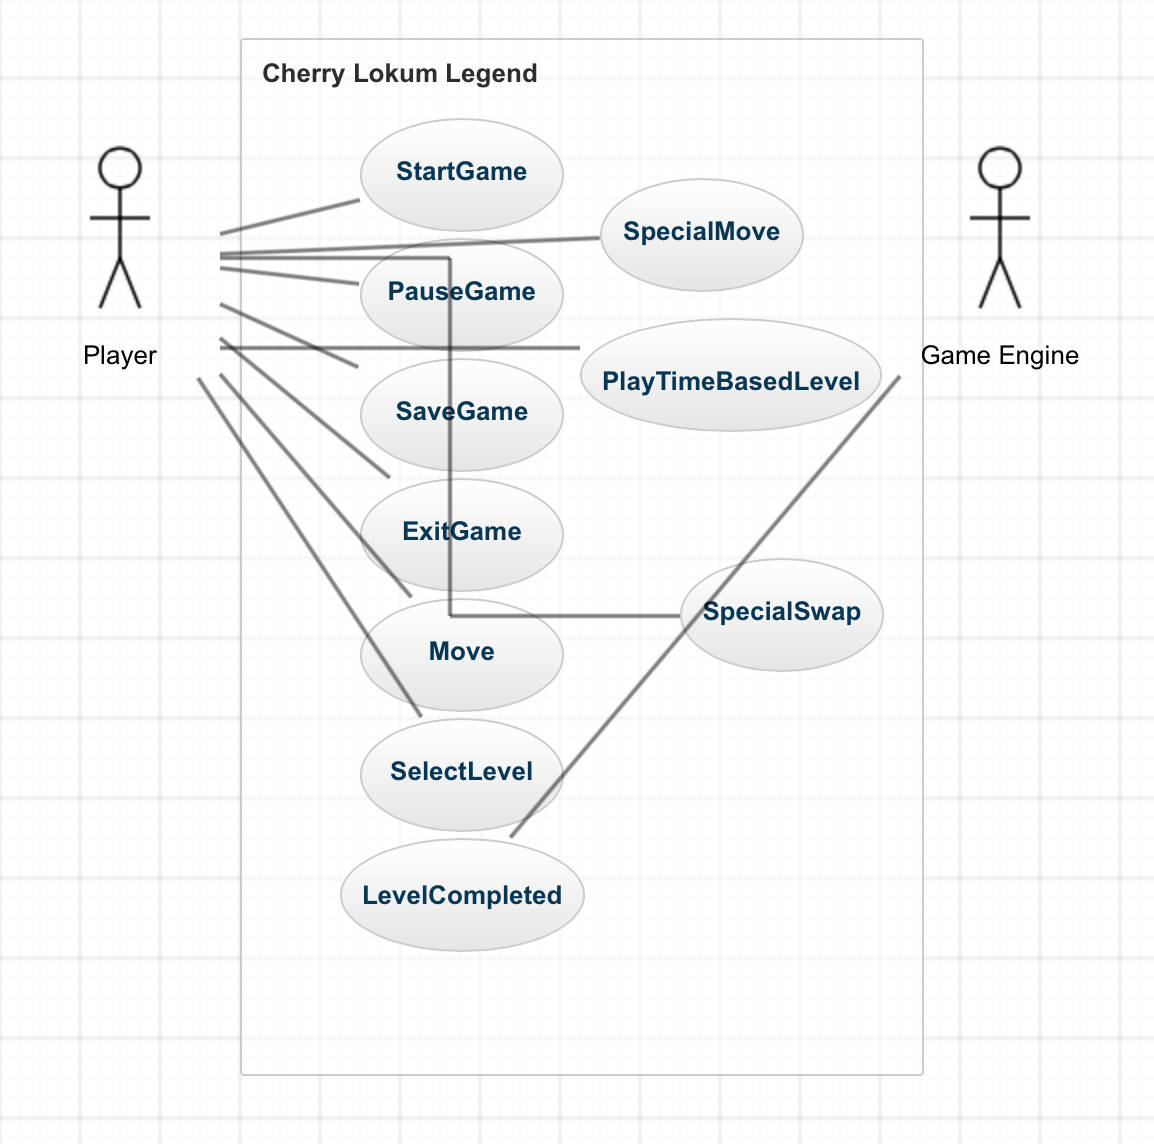 Cherry Lokum Legend
StartGame
SpecialMove
PauseGame
Player
Game Engine
PlayTimeBasedLevel
SaveGame
ExitGame
SpecialSwap
Move
SelectLevel
LevelCompleted